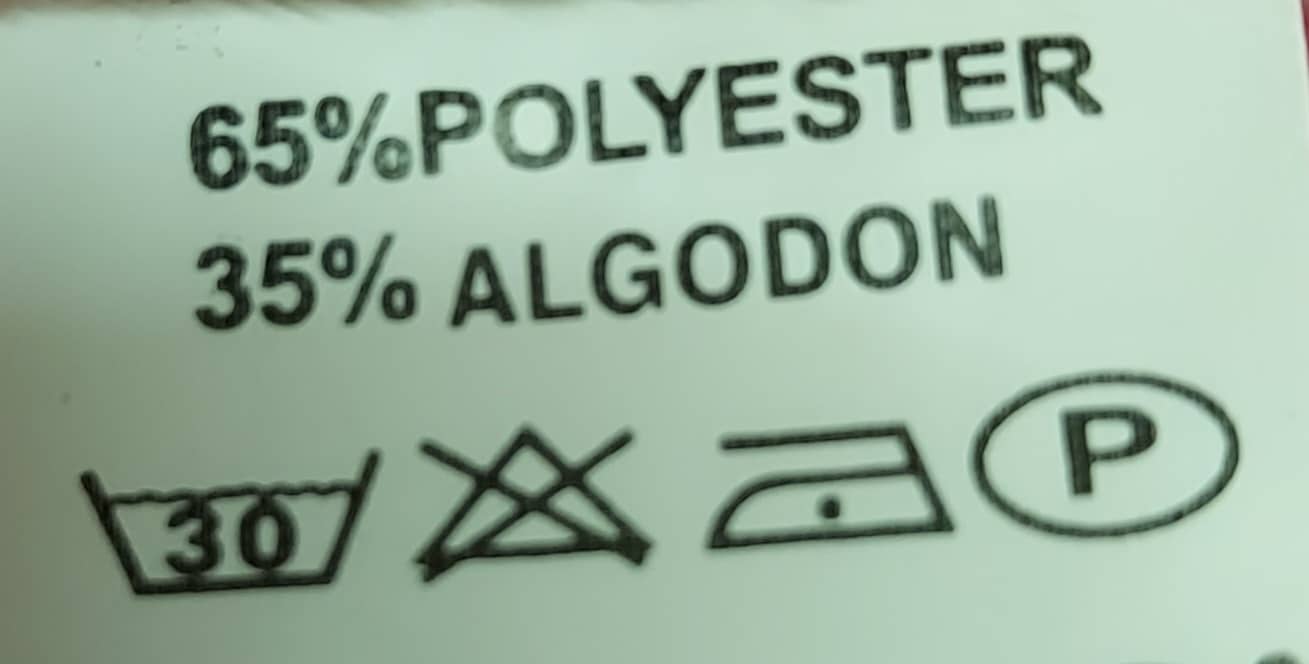 65%POLYESTER
35% ALGODON
30 P